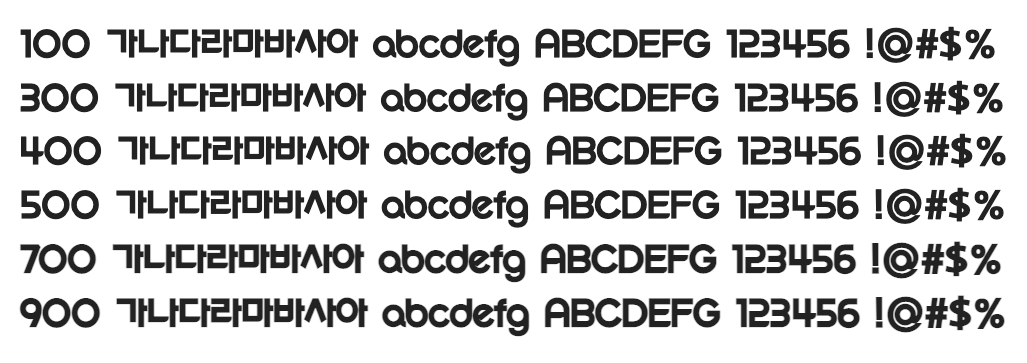 100 가나다라마바사아 abcdefg ABCDEFG 123456 !@#$%
300 가나다라마바사아 abcdefg ABCDEFG 123456 !@#$%
400 가나다라마바사아 abcdefg ABCDEFG 123456 !@#$%
500 가나다라마바사아 abcdefg ABCDEFG 123456 !@#$%
700 가나다라마바사아 abcdefg ABCDEFG 123456 !@#$%
900 가나다라마바사아 abcdefg ABCDEFG 123456 !@#$%